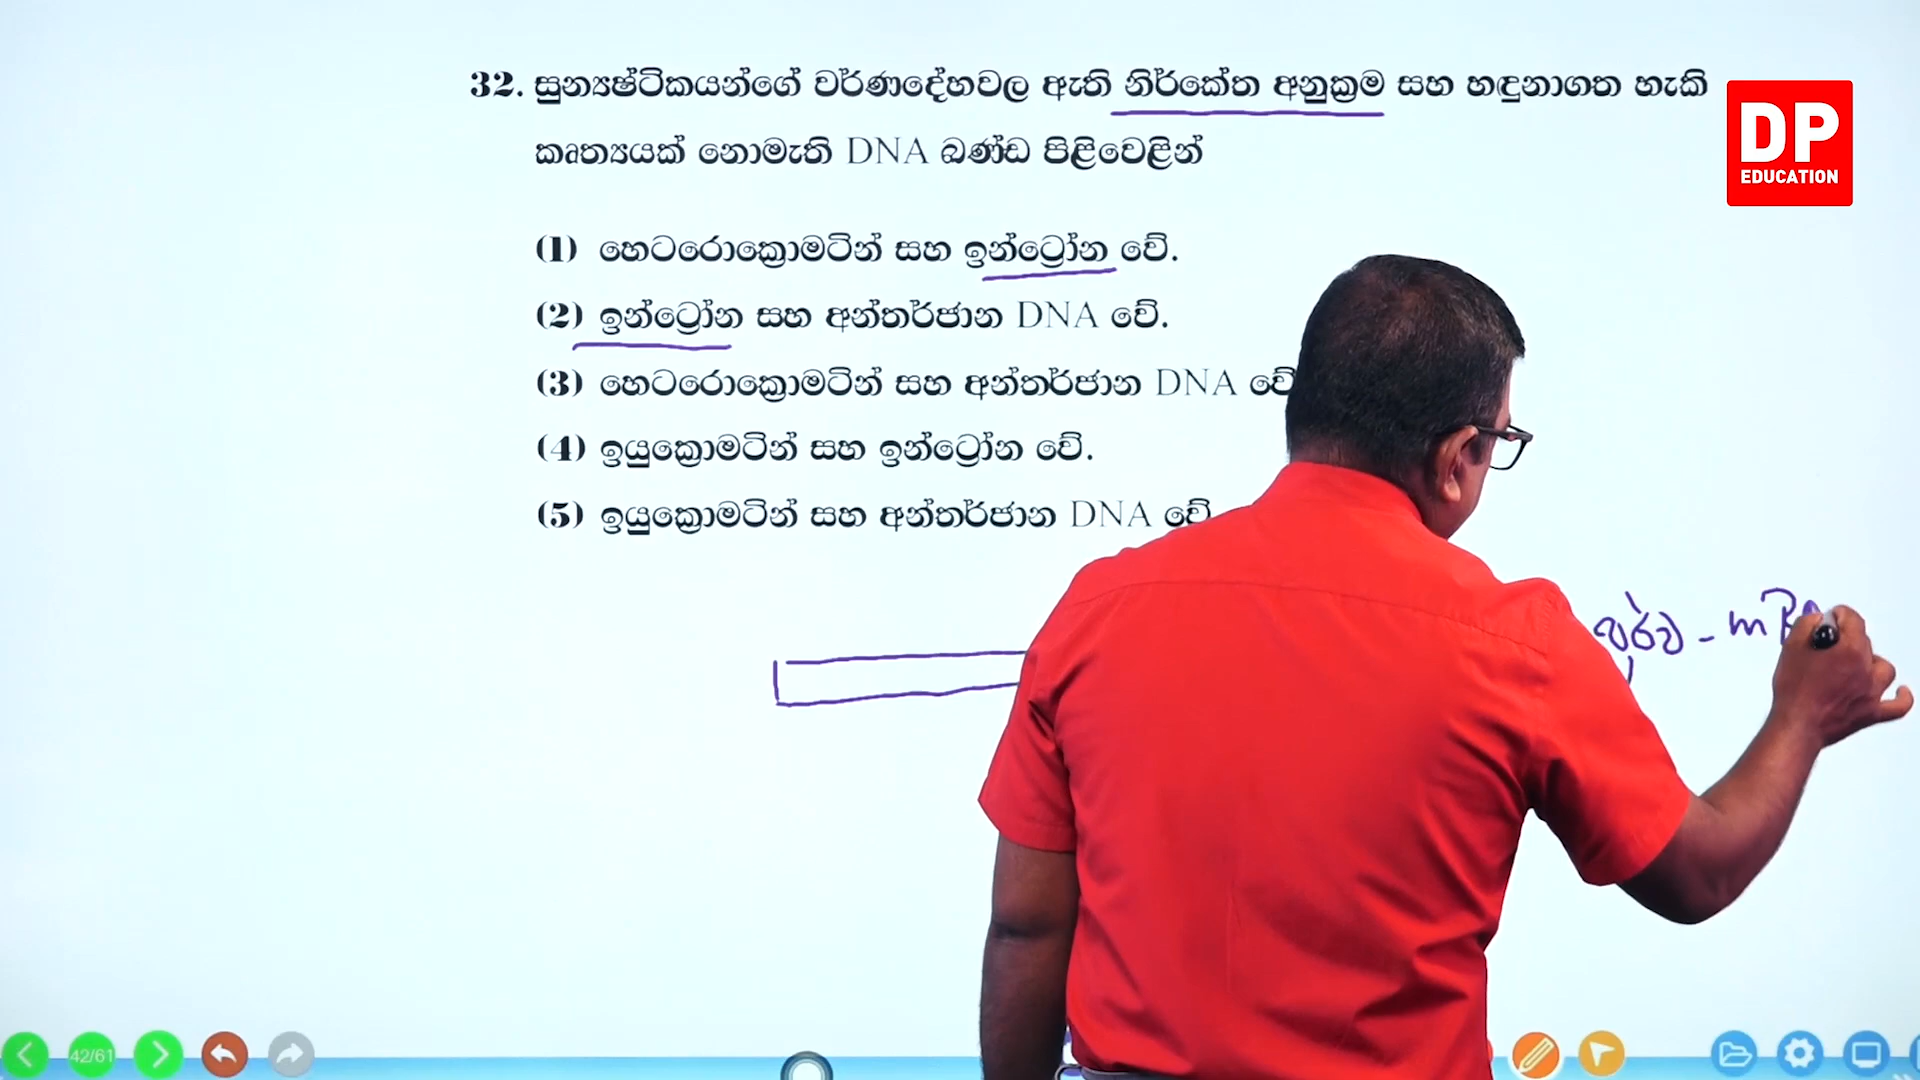 32. සුන්‍යෂ්ටිකයන්ගේ වර්ණදේහවල ඇති නිර්කේත අනුක්‍රම සහ හඳුනාගත හැකි
කෘත්‍යයක් නොමැති DNA ඛණ්ඩ පිළිවෙළින්
(1) හෙටරොක්‍රොමටින් සහ ඉන්ට්‍රෝන වේ.
(2) ඉන්ට්‍රෝන සහ අන්තර්ජාන DNA වේ.
(3) හෙටරොක්‍රොමටින් සහ අන්තර්ජාන DNA වේ
(4) ඉයුක්‍රොමටින් සහ ඉන්ට්‍රෝන වේ.
(5) ඉයුක්‍රොමටින් සහ අන්තර්ජාන DNA වේ
DP
EDUCATION
පූර්ව - mR
42/61